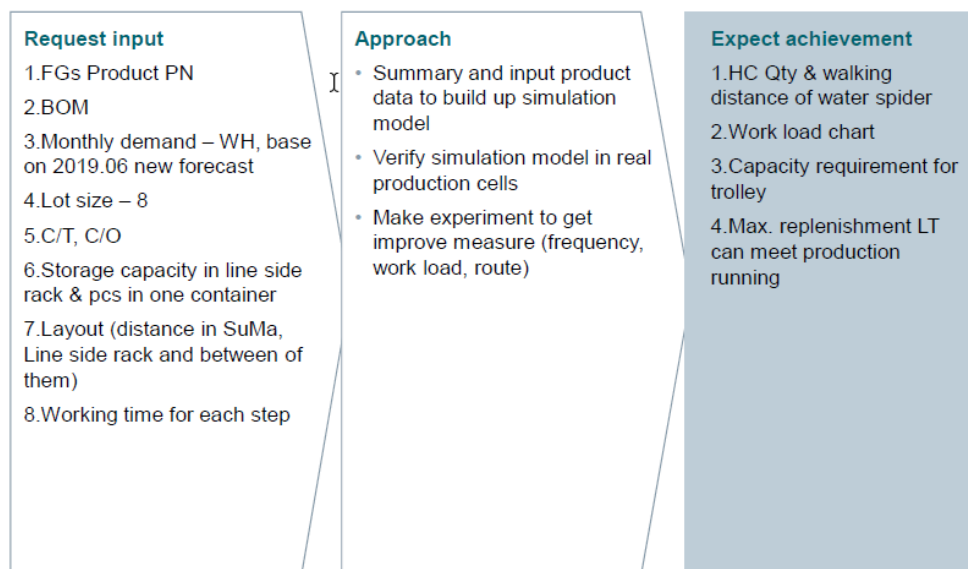 Request input
1.FGs Product PN
2.BOM
3.Monthly demand – WH, base
on 2019.06 new forecast
4.Lot size – 8
5.C/T, C/O
6.Storage capacity in line side
rack & pcs in one container
7.Layout (distance in SuMa,
Line side rack and between of
them)
8.Working time for each step
Approach
• Summary and input product
data to build up simulation
model
• Verify simulation model in real
production cells
• Make experiment to get
improve measure (frequency,
work load, route)
Expect achievement
1.HC Qty & walking
distance of water spider
2.Work load chart
3.Capacity requirement for
trolley
4.Max. replenishment LT
can meet production
running